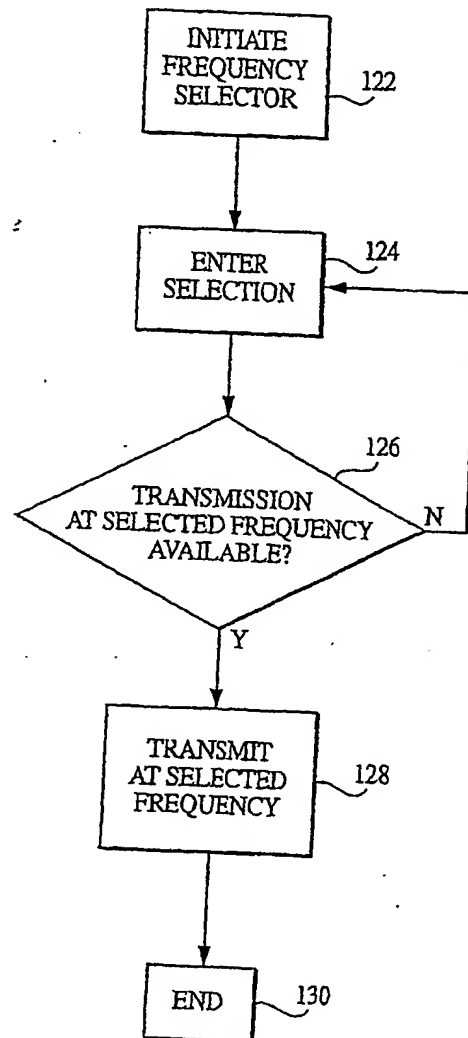 INITIATE
FREQUENCY
SELECTOR
122
ENTER
SELECTION
124
126
TRANSMISSION
AT SELECTED FREQUENCY
AVAILABLE?
N
Y
TRANSMIT
AT SELECTED
FREQUENCY
128
END
130